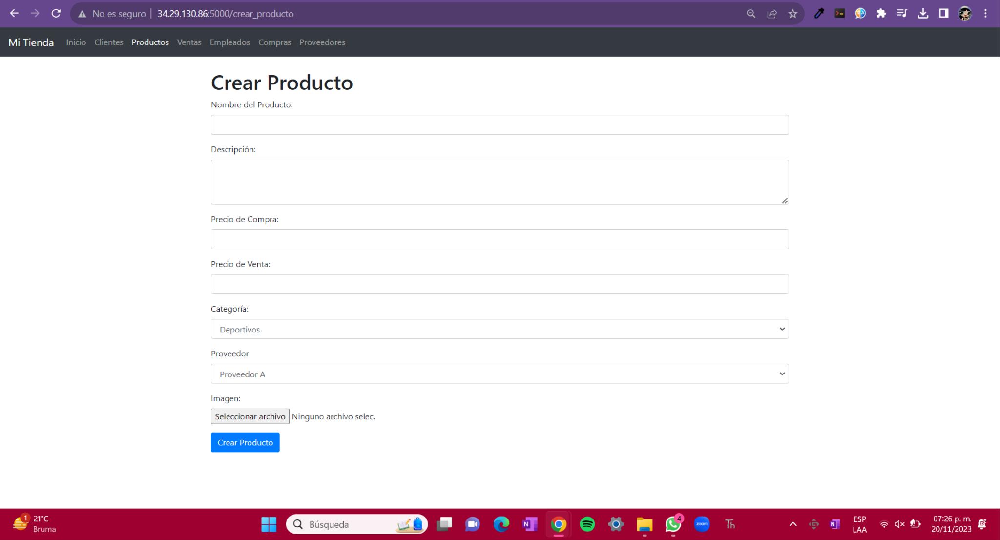 No es seguro 34.29.130.86:5000/crear_producto
Mi Tienda Inicio Clientes Productos Ventas Empleados Compras Proveedores
Crear Producto
Nombre del Producto:
Descripción:
Precio de Compra:
Precio de Venta:
Categoría:
Deportivos
Proveedor
Proveedor A
Imagen:
Seleccionar archivo Ninguno archivo selec.
Crear Producto
1 21°C
Bruma
Búsqueda
N
zoom
4
Th
N
ESP
LAA
07:26 p. m.
20/11/2023